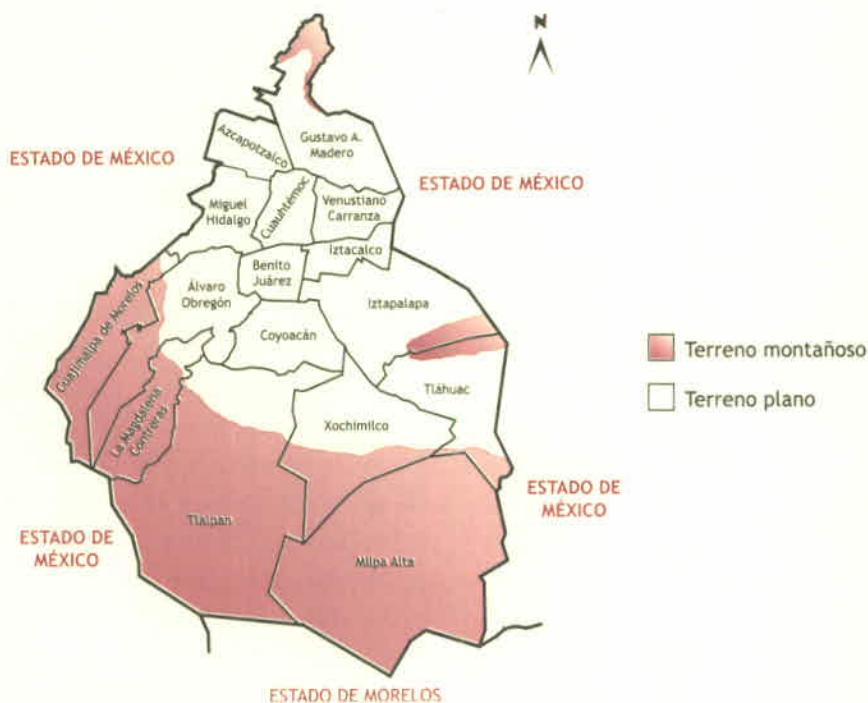 N
ESTADO DE MÉXICO
Azcapotzalco
Gustavo A.
Madero
ESTADO DE MÉXICO
Miguel
Hidalgo
Cuauhtémoc
Venustiano
Carranza
Iztacalco
Benito
Juárez
Cuajimalpa de Morelos
Álvaro
Obregón
Iztapalapa
Coyoacán
La Magdalena
Contreras
Tláhuac
Xochimilco
Terreno montañoso
Terreno plano
ESTADO DE
MÉXICO
Tlalpan
Milpa Alta
ESTADO DE
MÉXICO
ESTADO DE MORELOS